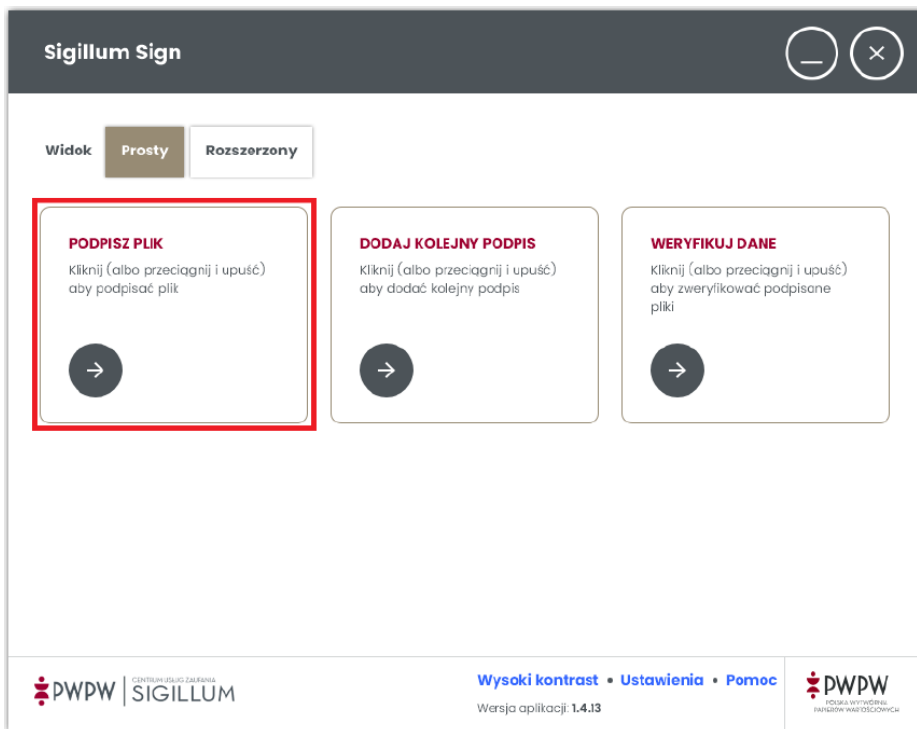 Sigillum Sign
Widok Prosty Rozszerzony
PODPISZ PLIK
Kliknij (albo przeciągnij i upuść)
aby podpisać plik
DODAJ KOLEJNY PODPIS
Kliknij (albo przeciągnij i upuść)
aby dodać kolejny podpis
WERYFIKUJ DANE
Kliknij (albo przeciągnij i upuść)
aby zweryfikować podpisane
pliki
PWPW
CENTRUM USŁUG ZAUFANIA
SIGILLUM
Wysoki kontrast • Ustawienia • Pomoc
Wersja aplikacji: 1.4.13
PWPW
POLSKA WYTWÓRNIA
PAPIERÓW WARTOŚCIOWYCH